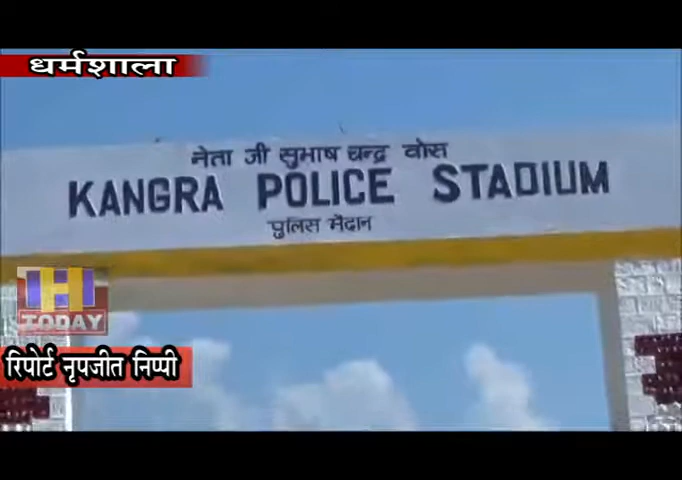 धर्मशाला
नेता जी सुभाष चन्द्र वोस
KANGRA POLICE STADIUM
पुलिस मैदान
H
TODAY
रिपोर्ट नृपजीत निप्पी